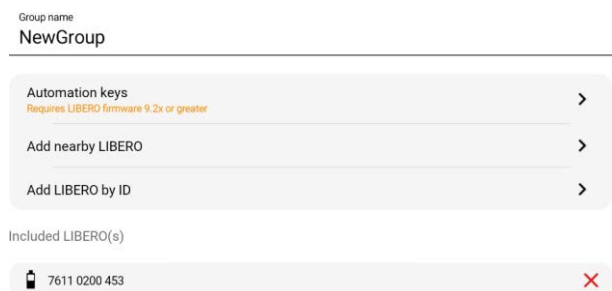 Group name
NewGroup
Automation keys
Requires LIBERO firmware 9.2x or greater
Add nearby LIBERO
Add LIBERO by ID
Included LIBERO(s)
7611 0200 453